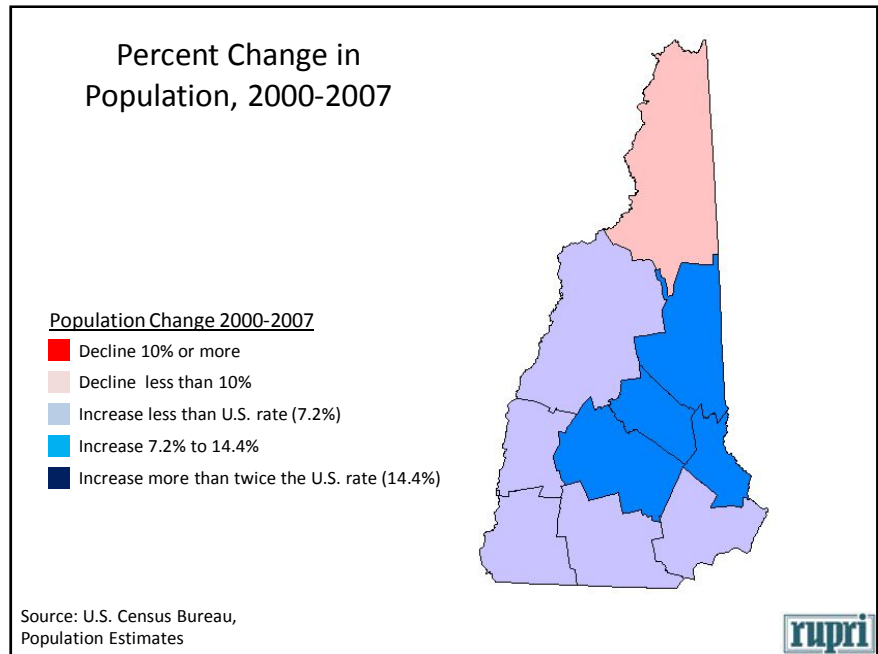 Percent Change in
Population, 2000-2007
Population Change 2000-2007
Decline 10% or more
Decline less than 10%
Increase less than U.S. rate (7.2%)
Increase 7.2% to 14.4%
Increase more than twice the U.S. rate (14.4%)
Source: U.S. Census Bureau,
Population Estimates
rupri